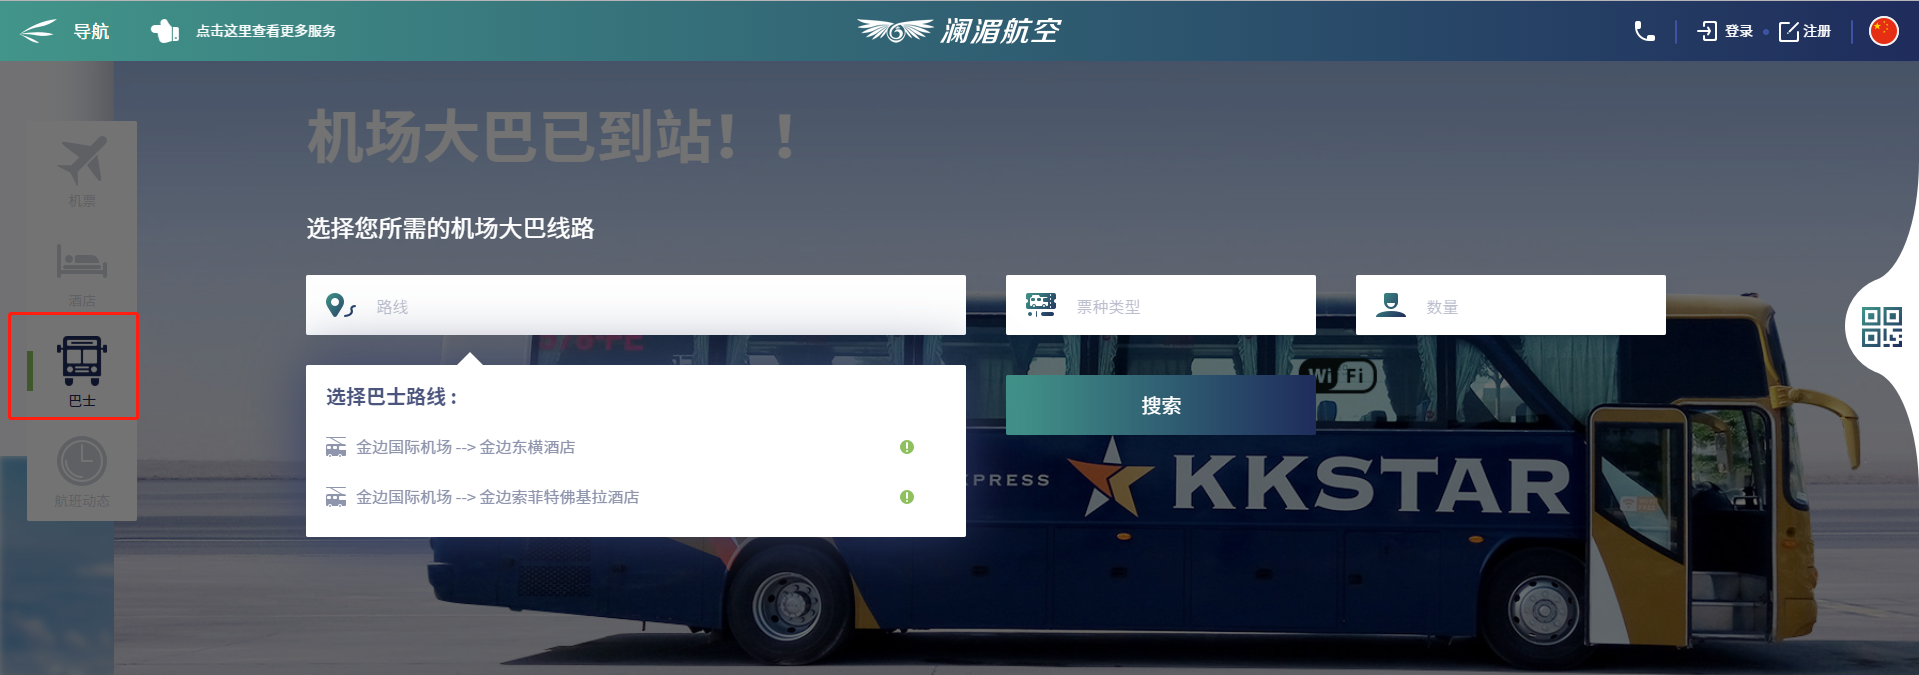 导航
点击这里查看更多服务
澜湄航空
登录
注册
机票
酒店
巴士
航班动态
机场大巴已到站！！
选择您所需的机场大巴线路
路线
票种类型
数量
选择巴士路线 :
金边国际机场 --> 金边东横酒店
金边国际机场 --> 金边索菲特佛基拉酒店
搜索
Wi Fi
PRESS
KKSTAR